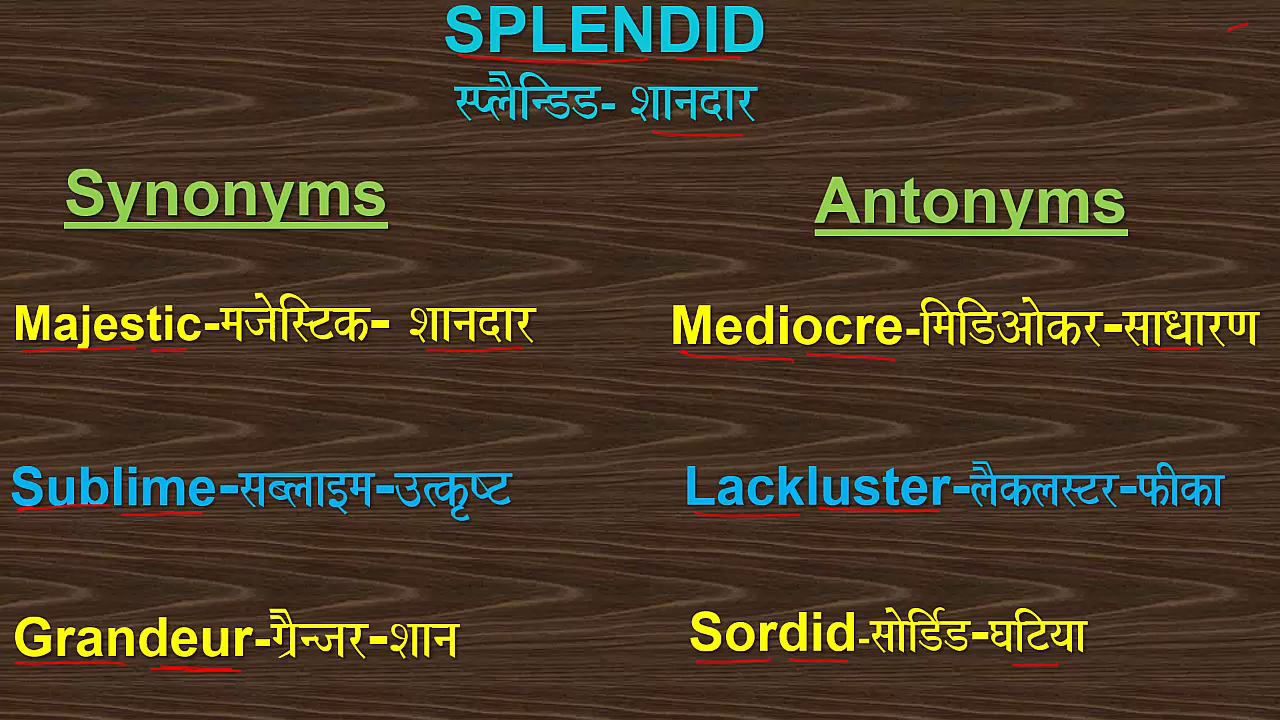 SPLENDID
स्प्लैन्डिड- शानदार
Synonyms
Antonyms
Majestic-मजेस्टिक- शानदार
Mediocre-मिडिओकर-साधारण
Sublime-सब्लाइम-उत्कृष्ट
Lackluster-लैकलस्टर-फीका
Grandeur-ग्रैन्जर-शान
Sordid-सोर्डिड-घटिया